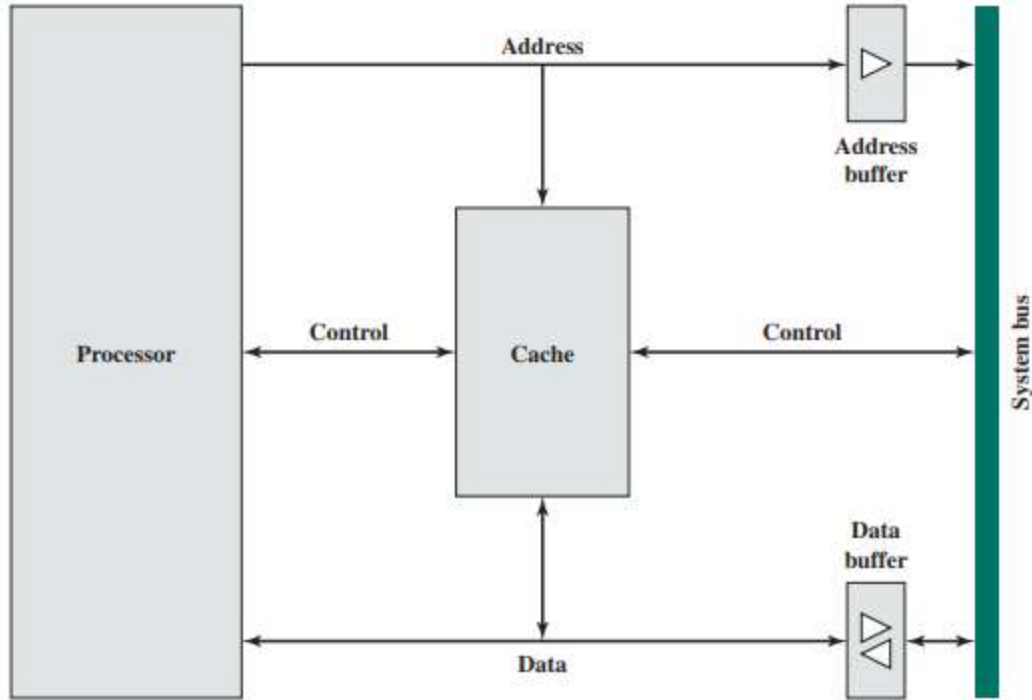 Address
Address
buffer
Processor
Control
Cache
Control
System bus
Data
buffer
Data